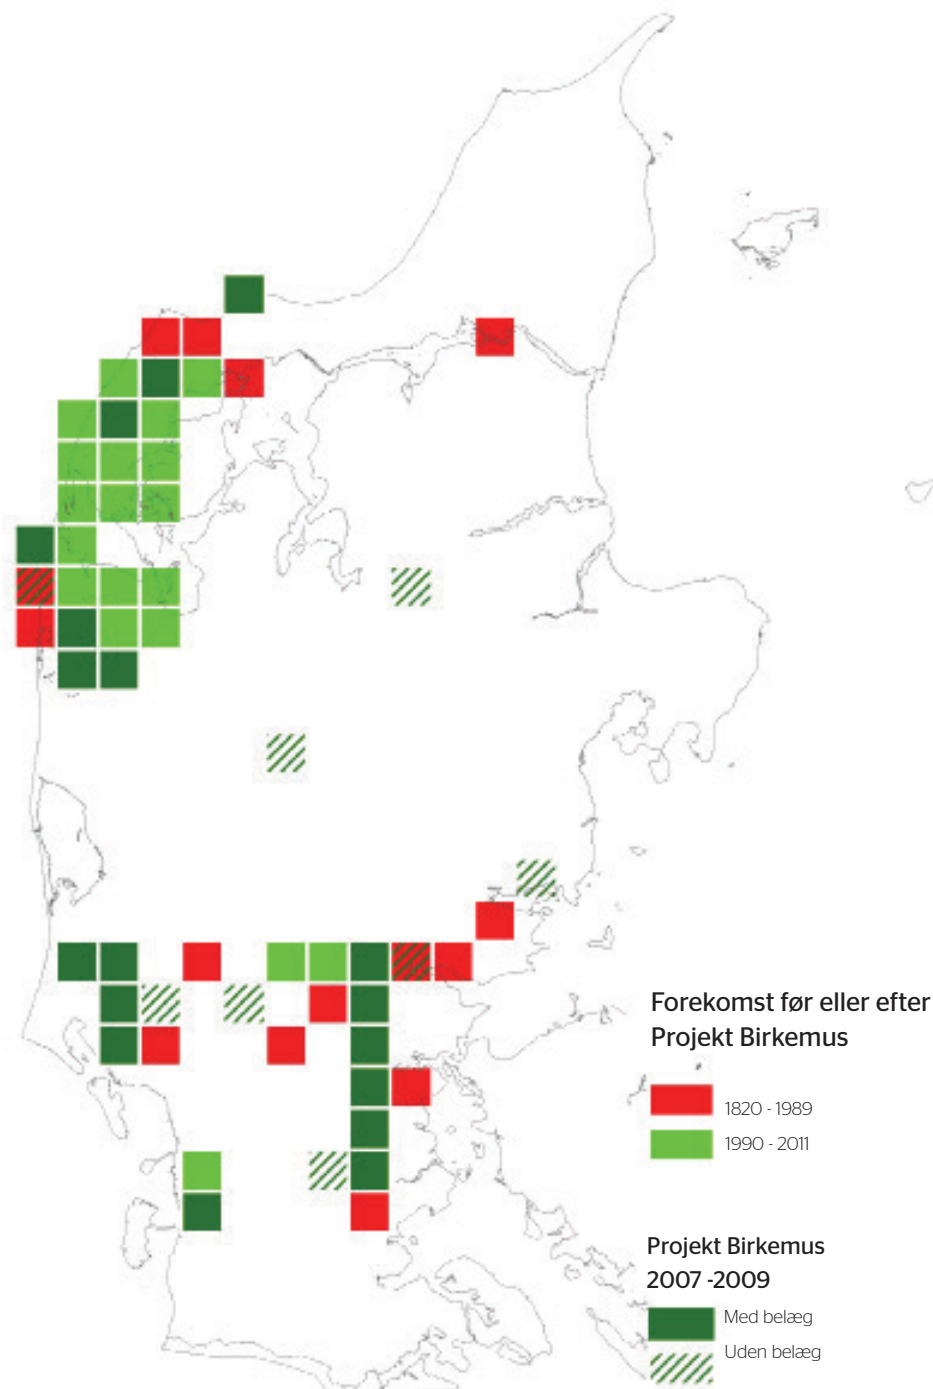 Forekomst før eller efter
Projekt Birkemus
1820 - 1989
1990 - 2011
Projekt Birkemus
2007 -2009
Med belæg
Uden belæg